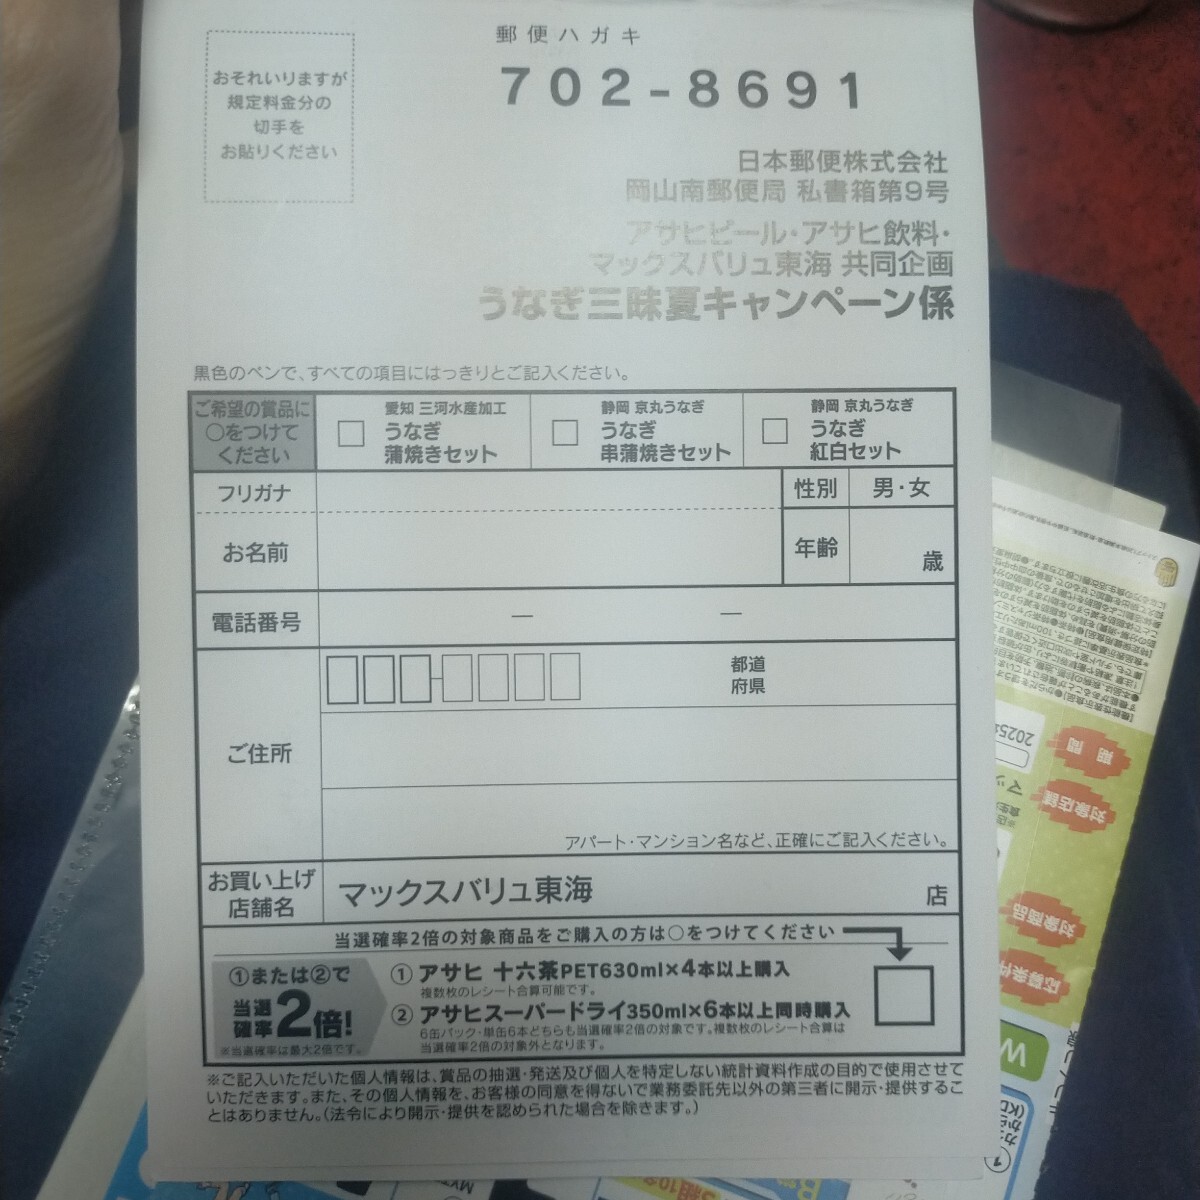 郵便ハガキ
702-8691
おそれいりますが
規定料金分の
切手を
お貼りください
日本郵便株式会社
岡山南郵便局 私書箱第9号
アサヒビール・アサヒ飲料・
マックスバリュ東海 共同企画
うなぎ三昧夏キャンペーン係
黒色のペンで、すべての項目にはっきりとご記入ください。
ご希望の賞品に
○をつけて
ください
愛知 三河水産加工
うなぎ
蒲焼きセット
静岡 京丸うなぎ
うなぎ
串蒲焼きセット
静岡 京丸うなぎ
うなぎ
紅白セット
フリガナ
性別
男・女
お名前
年齢
歳
電話番号
— —
ご住所
都道
府県
アパート・マンション名など、正確にご記入ください。
お買い上げ
店舗名
マックスバリュ東海
店
当選確率2倍の対象商品をご購入の方は○をつけてください
①または②で
当選
確率
2倍!
※当選確率は最大2倍です。
① アサヒ 十六茶PET630ml×4本以上購入
複数枚のレシート合算可能です。
② アサヒスーパードライ350ml×6本以上同時購入
6缶パック・単缶6本どちらも当選確率2倍の対象です。複数枚のレシート合算は
当選確率2倍の対象外となります。
※ご記入いただいた個人情報は、賞品の抽選・発送及び個人を特定しない統計資料作成の目的で使用させて
いただきます。また、その個人情報を、お客様の同意を得ないで業務委託先以外の第三者に開示・提供するこ
とはありません。(法令により開示・提供を認められた場合を除きます。)
期間
2025
対象店舗
マッ
対象商品
応募条件
W